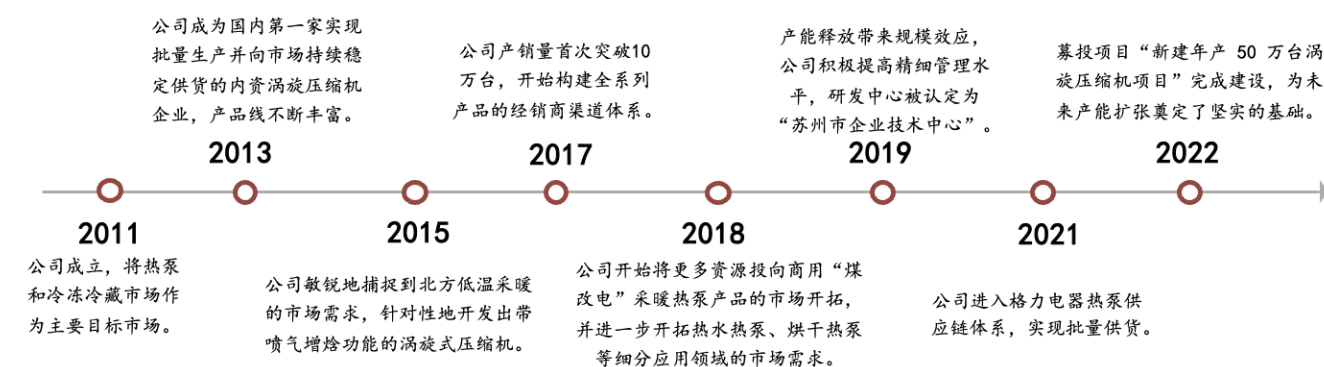 公司成为国内第一家实现
批量生产并向市场持续稳
定供货的内资涡旋压缩机
企业，产品线不断丰富。
2013
公司产销量首次突破10
万台，开始构建全系列
产品的经销商渠道体系。
2017
产能释放带来规模效应，
公司积极提高精细管理水
平，研发中心被认定为
“苏州市企业技术中心”。
2019
募投项目“新建年产 50 万台涡
旋压缩机项目”完成建设，为未
来产能扩张奠定了坚实的基础。
2022
2011
公司成立，将热泵
和冷冻冷藏市场作
为主要目标市场。
2015
公司敏锐地捕捉到北方低温采暖
的市场需求，针对性地开发出带
喷气增焓功能的涡旋式压缩机。
2018
公司开始将更多资源投向商用“煤
改电”采暖热泵产品的市场开拓，
并进一步开拓热水热泵、烘干热泵
等细分应用领域的市场需求。
2021
公司进入格力电器热泵供
应链体系，实现批量供货。